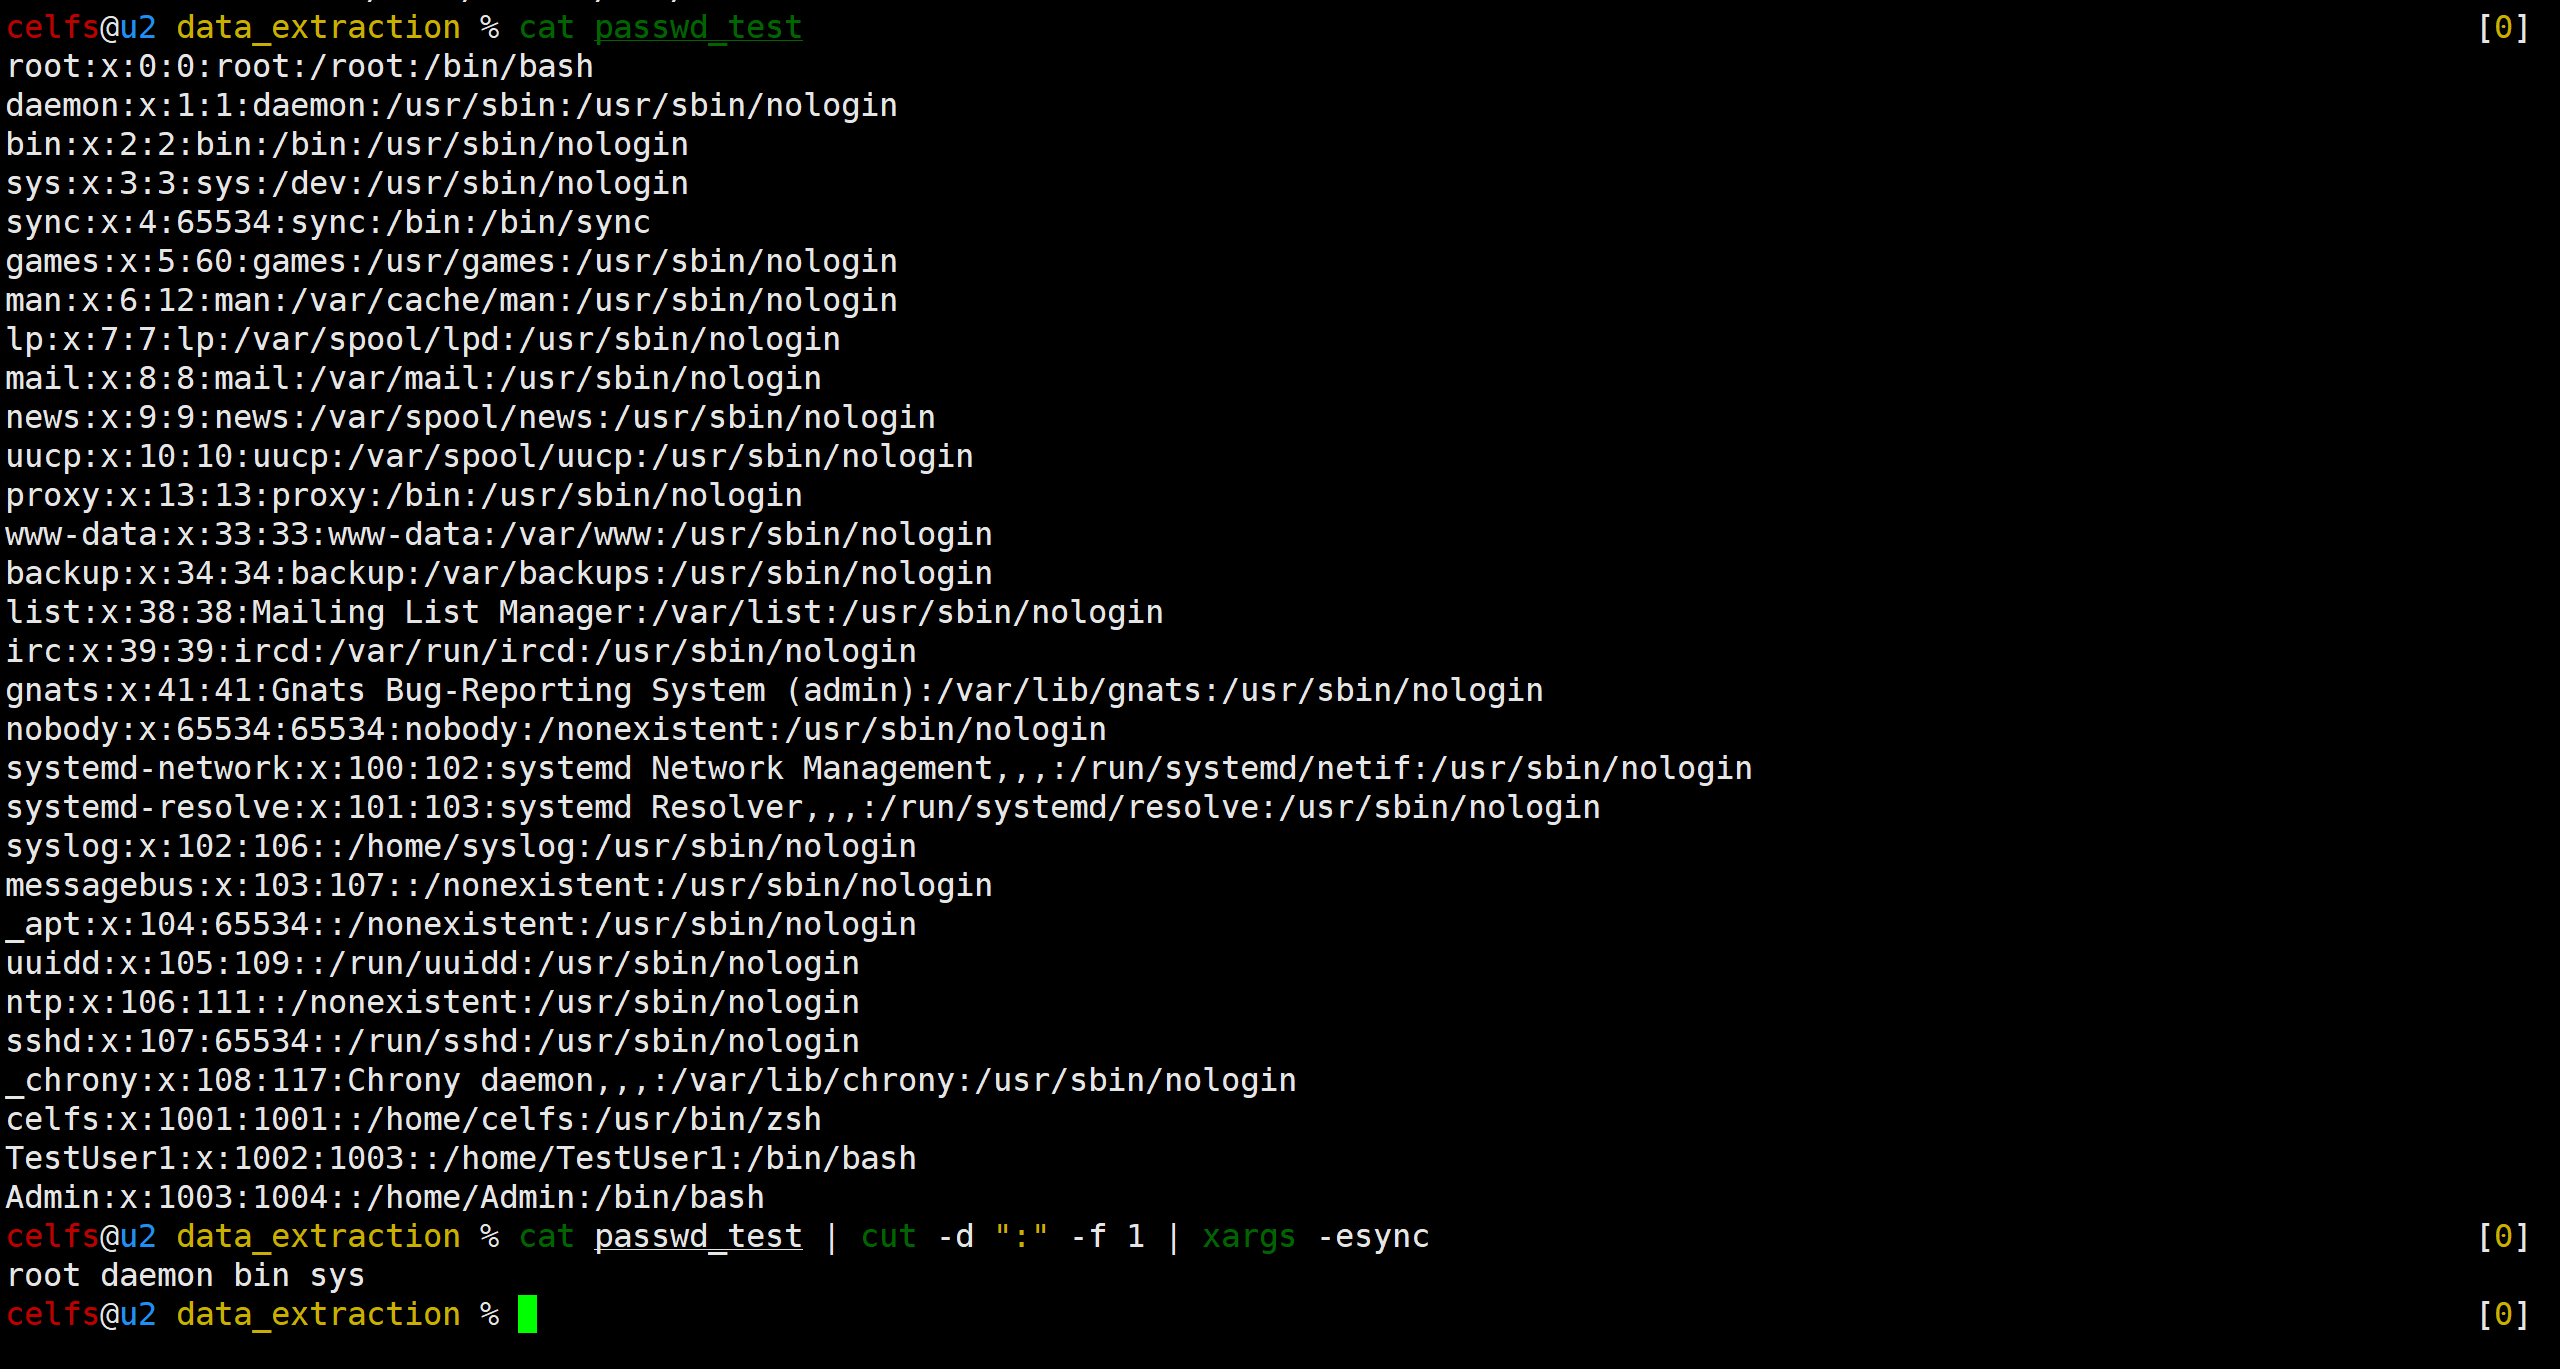 celfs@u2 data_extraction % cat passwd_test [0]
root:x:0:0:root:/root:/bin/bash
daemon:x:1:1:daemon:/usr/sbin:/usr/sbin/nologin
bin:x:2:2:bin:/bin:/usr/sbin/nologin
sys:x:3:3:sys:/dev:/usr/sbin/nologin
sync:x:4:65534:sync:/bin:/bin/sync
games:x:5:60:games:/usr/games:/usr/sbin/nologin
man:x:6:12:man:/var/cache/man:/usr/sbin/nologin
lp:x:7:7:lp:/var/spool/lpd:/usr/sbin/nologin
mail:x:8:8:mail:/var/mail:/usr/sbin/nologin
news:x:9:9:news:/var/spool/news:/usr/sbin/nologin
uucp:x:10:10:uucp:/var/spool/uucp:/usr/sbin/nologin
proxy:x:13:13:proxy:/bin:/usr/sbin/nologin
www-data:x:33:33:www-data:/var/www:/usr/sbin/nologin
backup:x:34:34:backup:/var/backups:/usr/sbin/nologin
list:x:38:38:Mailing List Manager:/var/list:/usr/sbin/nologin
irc:x:39:39:ircd:/var/run/ircd:/usr/sbin/nologin
gnats:x:41:41:Gnats Bug-Reporting System (admin):/var/lib/gnats:/usr/sbin/nologin
nobody:x:65534:65534:nobody:/nonexistent:/usr/sbin/nologin
systemd-network:x:100:102:systemd Network Management,,,:/run/systemd/netif:/usr/sbin/nologin
systemd-resolve:x:101:103:systemd Resolver,,,:/run/systemd/resolve:/usr/sbin/nologin
syslog:x:102:106::/home/syslog:/usr/sbin/nologin
messagebus:x:103:107::/nonexistent:/usr/sbin/nologin
_apt:x:104:65534::/nonexistent:/usr/sbin/nologin
uuidd:x:105:109::/run/uuidd:/usr/sbin/nologin
ntp:x:106:111::/nonexistent:/usr/sbin/nologin
sshd:x:107:65534::/run/sshd:/usr/sbin/nologin
_chrony:x:108:117:Chrony daemon,,,:/var/lib/chrony:/usr/sbin/nologin
celfs:x:1001:1001::/home/celfs:/usr/bin/zsh
TestUser1:x:1002:1003::/home/TestUser1:/bin/bash
Admin:x:1003:1004::/home/Admin:/bin/bash
celfs@u2 data_extraction % cat passwd_test | cut -d ":" -f 1 | xargs -esync [0]
root daemon bin sys
celfs@u2 data_extraction % [0]